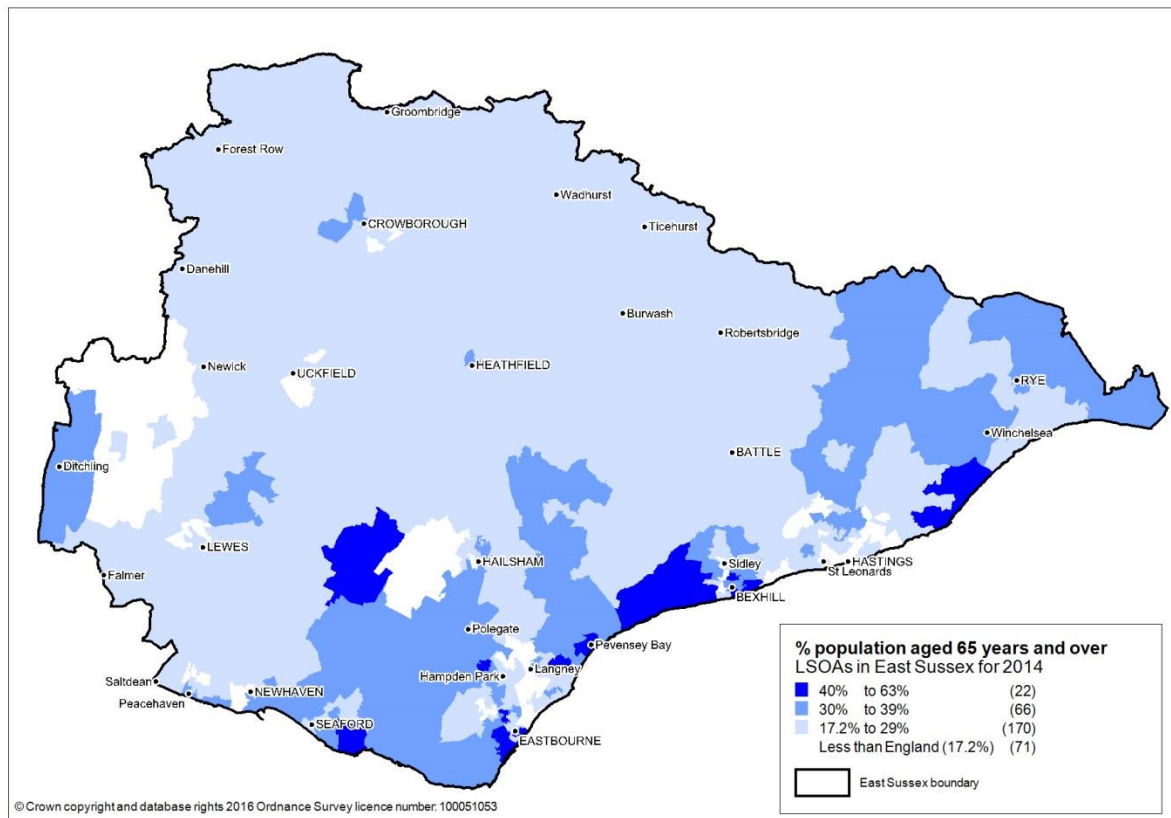 Groombridge
Forest Row
Wadhurst
CROWBOROUGH
Ticehurst
Danehill
Burwash
Robertsbridge
Newick
UCKFIELD
HEATHFIELD
RYE
Winchelsea
Ditchling
BATTLE
LEWES
HAILSHAM
Sidley
HASTINGS
St Leonards
Falmer
BEXHILL
Polegate
Pevensey Bay
Langney
Hampden Park
Saltdean
Peacehaven
NEWHAVEN
SEAFORD
EASTBOURNE
% population aged 65 years and over
LSOAs in East Sussex for 2014
40% to 63% (22)
30% to 39% (66)
17.2% to 29% (170)
Less than England (17.2%) (71)
East Sussex boundary
© Crown copyright and database rights 2016 Ordnance Survey licence number: 100051053